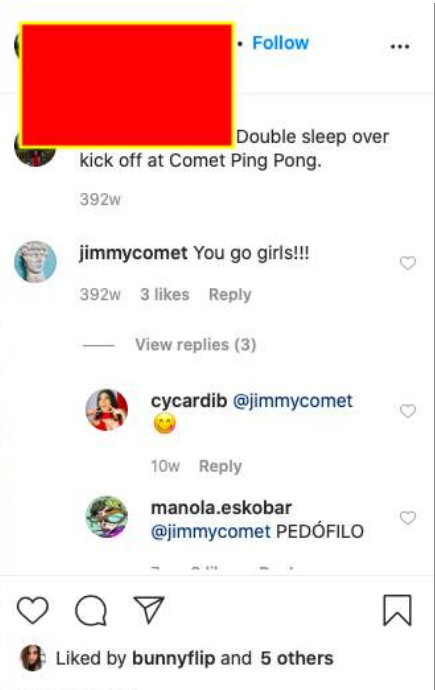 • Follow
Double sleep over
kick off at Comet Ping Pong.
392w
jimmycomet You go girls!!!
392w 3 likes Reply
View replies (3)
cycardib @jimmycomet
😋
10w Reply
manola.eskobar
@jimmycomet PEDÓFILO
Liked by bunnyflip and 5 others